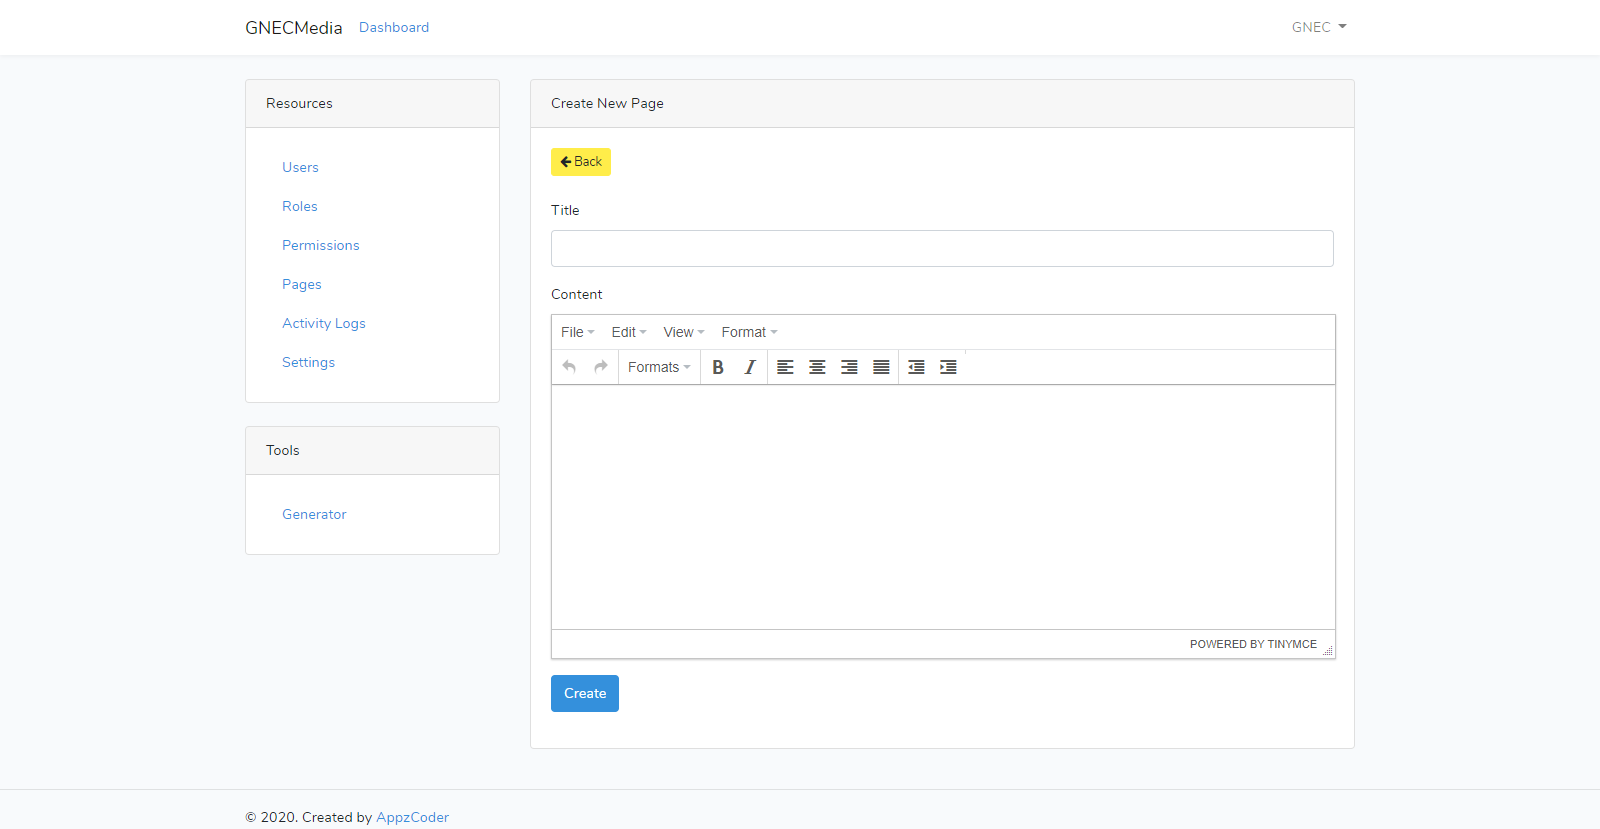 GNECMedia Dashboard GNEC
Resources
Users
Roles
Permissions
Pages
Activity Logs
Settings
Tools
Generator
Create New Page
Back
Title
Content
File Edit View Format
Formats B I
POWERED BY TINYMCE
Create
© 2020. Created by AppzCoder